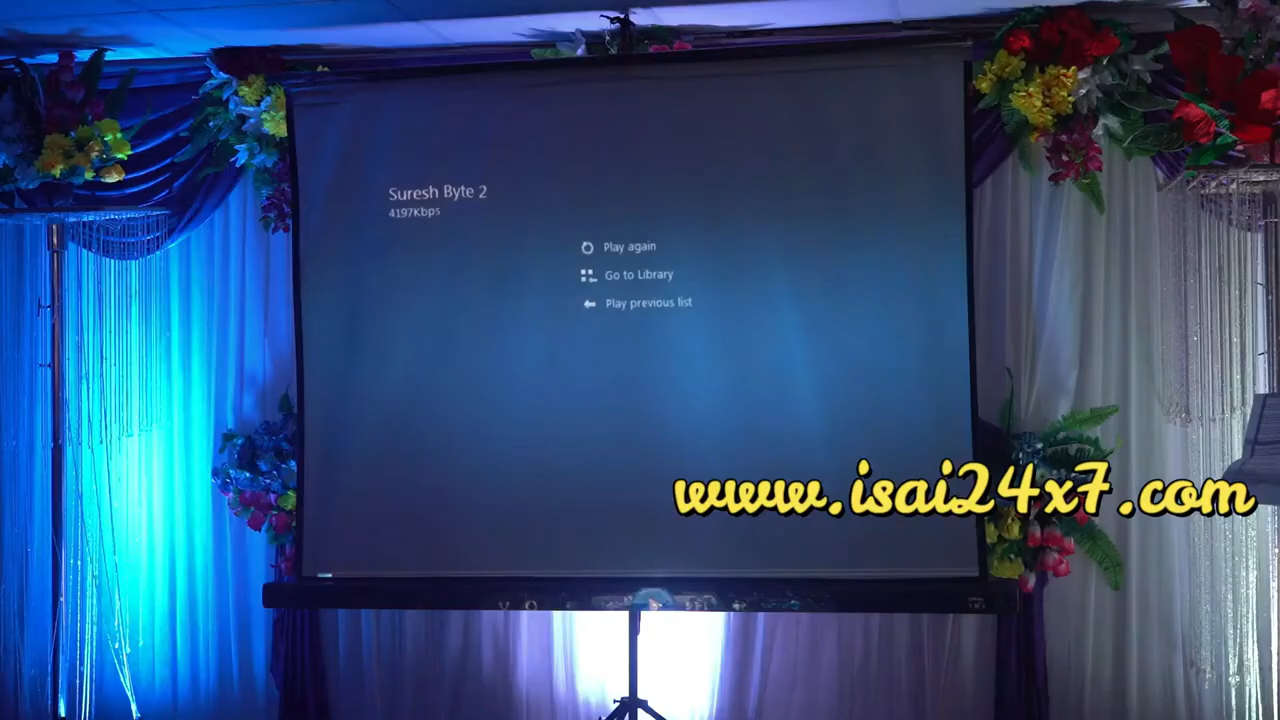 Suresh Byte 2
4197Kbps
Play again
Go to Library
Play previous list
www.isai24x7.com